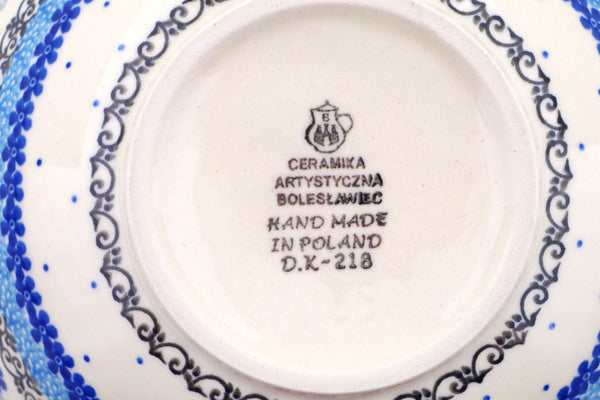 B
CERAMIKA
ARTYSTYCZNA
BOLESŁAWIEC
HAND MADE
IN POLAND
D.K-218